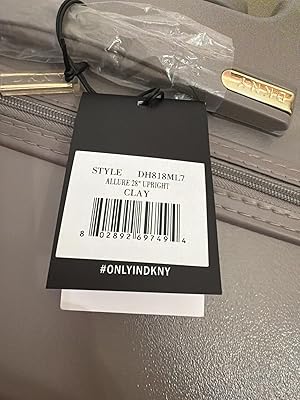 STYLE DH818ML7
ALLURE 28" UPRIGHT
CLAY
8 02892 69749 4
#ONLYINDKNY